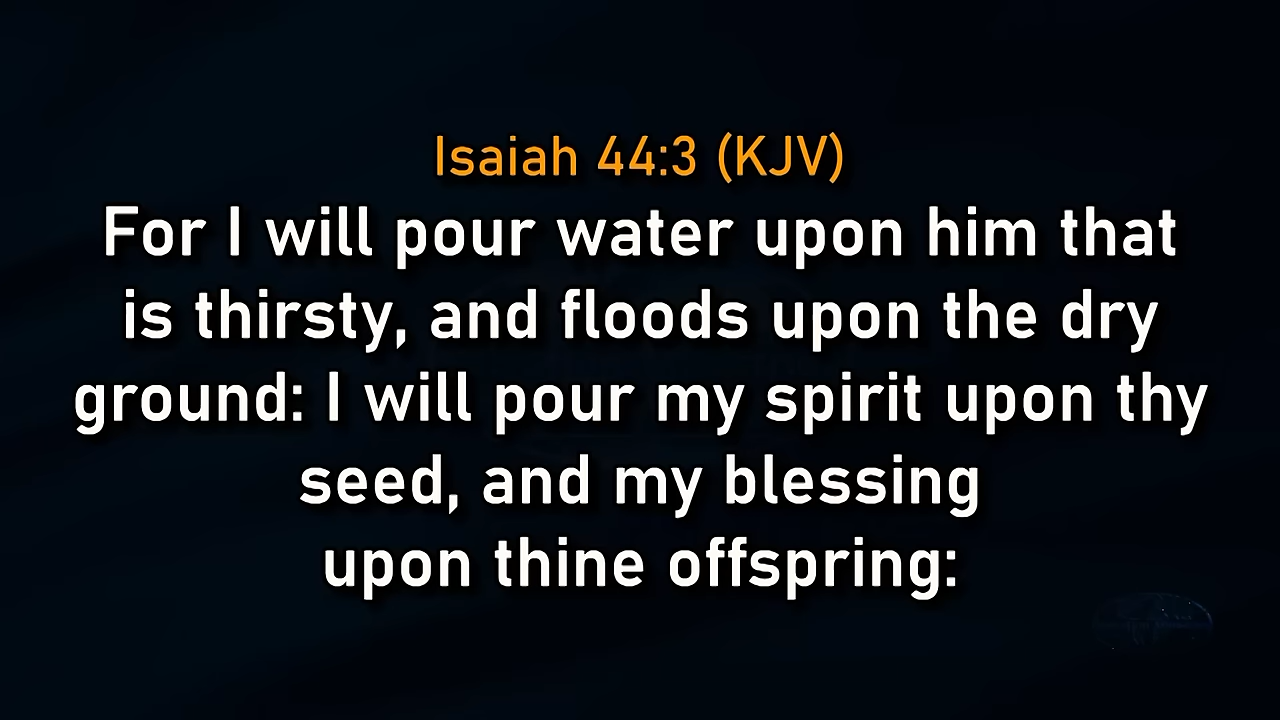 Isaiah 44:3 (KJV)
For I will pour water upon him that
is thirsty, and floods upon the dry
ground: I will pour my spirit upon thy
seed, and my blessing
upon thine offspring: